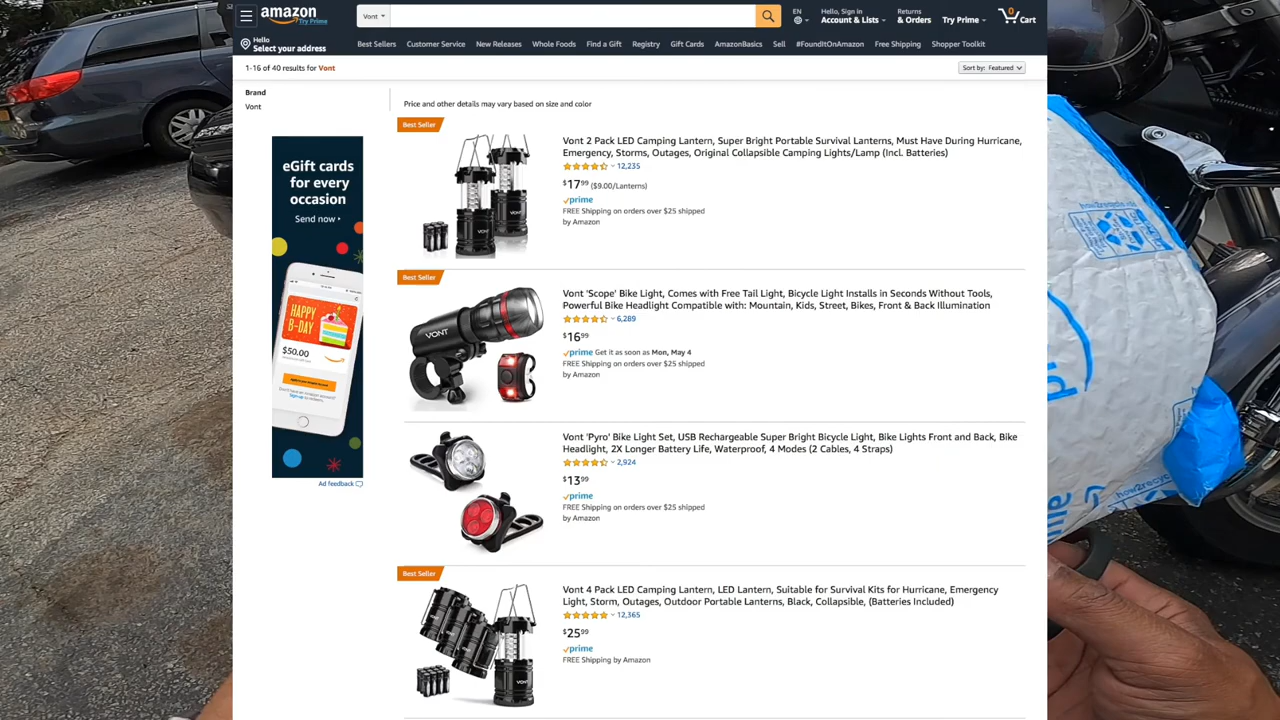 amazon
Try Prime
Vont
EN
Hello, Sign in
Account & Lists
Returns
& Orders
Try Prime
0
Cart
Hello
Select your address
Best Sellers
Customer Service
New Releases
Whole Foods
Find a Gift
Registry
Gift Cards
AmazonBasics
Sell
#FoundItOnAmazon
Free Shipping
Shopper Toolkit
1-16 of 40 results for Vont
Sort by: Featured
Brand
Vont
Price and other details may vary based on size and color
eGift cards
for every
occasion
Send now
HAPPY
B-DAY
$50.00
Ad feedback
Best Seller
VONT
Vont 2 Pack LED Camping Lantern, Super Bright Portable Survival Lanterns, Must Have During Hurricane,
Emergency, Storms, Outages, Original Collapsible Camping Lights/Lamp (Incl. Batteries)
12,235
$17.99 ($9.00/Lanterns)
prime
FREE Shipping on orders over $25 shipped
by Amazon
Best Seller
VONT
Vont 'Scope' Bike Light, Comes with Free Tail Light, Bicycle Light Installs in Seconds Without Tools,
Powerful Bike Headlight Compatible with: Mountain, Kids, Street, Bikes, Front & Back Illumination
6,289
$16.99
prime Get it as soon as Mon, May 4
FREE Shipping on orders over $25 shipped
by Amazon
Vont 'Pyro' Bike Light Set, USB Rechargeable Super Bright Bicycle Light, Bike Lights Front and Back, Bike
Headlight, 2X Longer Battery Life, Waterproof, 4 Modes (2 Cables, 4 Straps)
2,924
$13.99
prime
FREE Shipping on orders over $25 shipped
by Amazon
Best Seller
VONT
Vont 4 Pack LED Camping Lantern, LED Lantern, Suitable for Survival Kits for Hurricane, Emergency
Light, Storm, Outages, Outdoor Portable Lanterns, Black, Collapsible, (Batteries Included)
12,365
$25.99
prime
FREE Shipping by Amazon